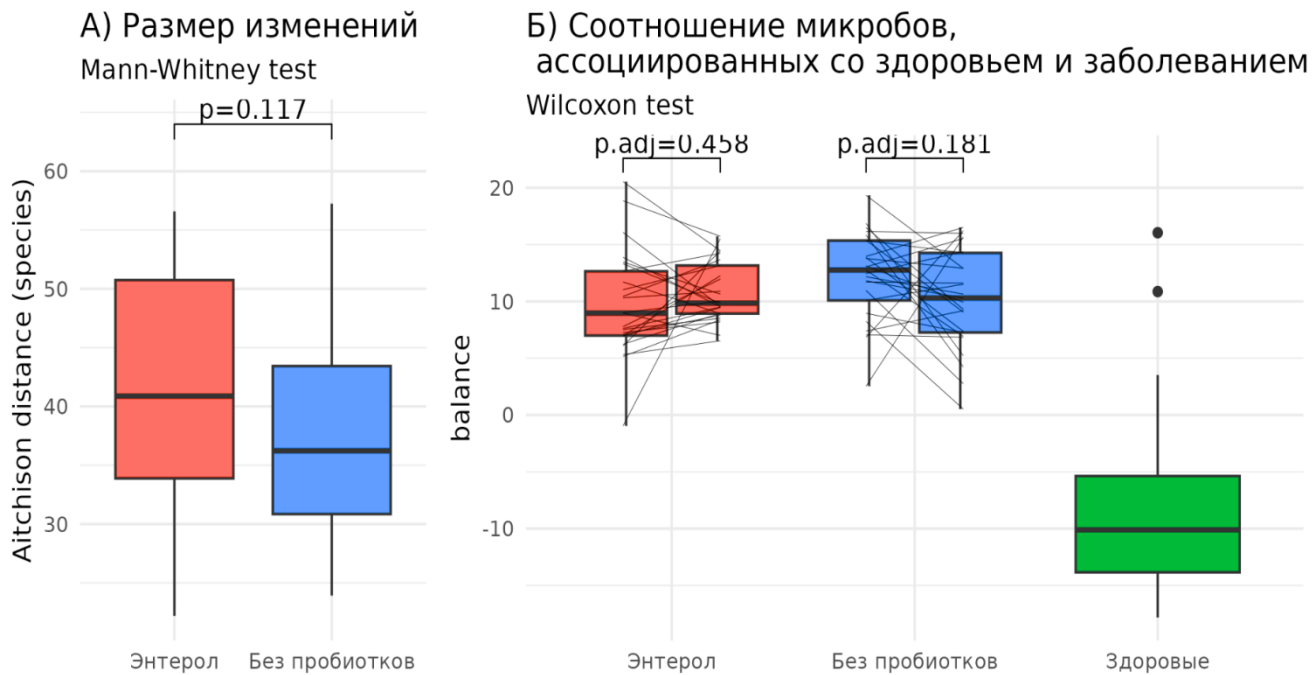 А) Размер изменений
Mann-Whitney test
p=0.117
Aitchison distance (species)
60
50
40
30
Энтерол
Без пробиотков
Б) Соотношение микробов,
ассоциированных со здоровьем и заболеванием
Wilcoxon test
p.adj=0.458
p.adj=0.181
balance
20
10
0
-10
Энтерол
Без пробиотков
Здоровые